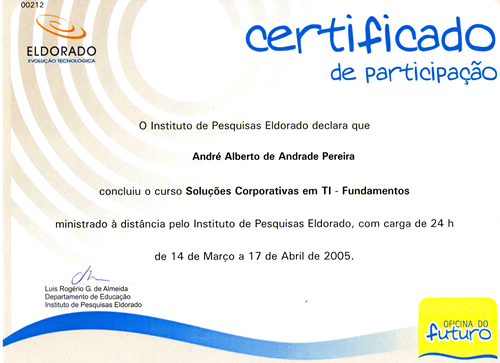 00212
ELDORADO
EVOLUÇÃO TECNOLÓGICA
certificado
de participação
O Instituto de Pesquisas Eldorado declara que
André Alberto de Andrade Pereira
concluiu o curso Soluções Corporativas em TI - Fundamentos
ministrado à distância pelo Instituto de Pesquisas Eldorado, com carga de 24 h
de 14 de Março a 17 de Abril de 2005.
Luis Rogério G. de Almeida
Departamento de Educação
Instituto de Pesquisas Eldorado
OFICINA DO
futuro